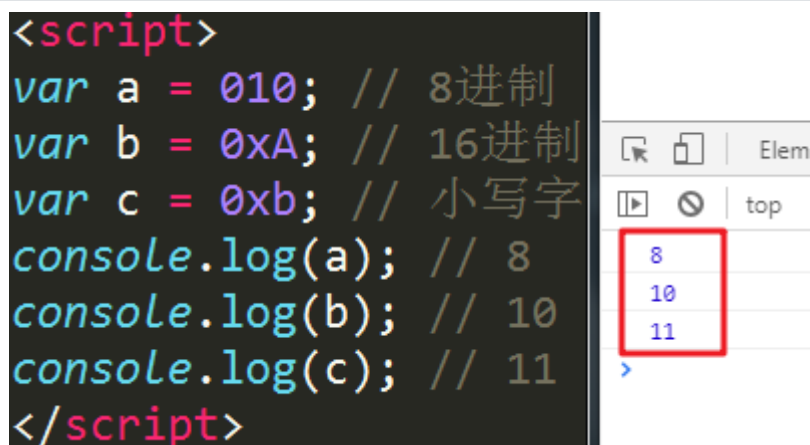 <script>
var a = 010; // 8进制
var b = 0xA; // 16进制
var c = 0xb; // 小写字
console.log(a); // 8
console.log(b); // 10
console.log(c); // 11
</script>
Elem
top
8
10
11